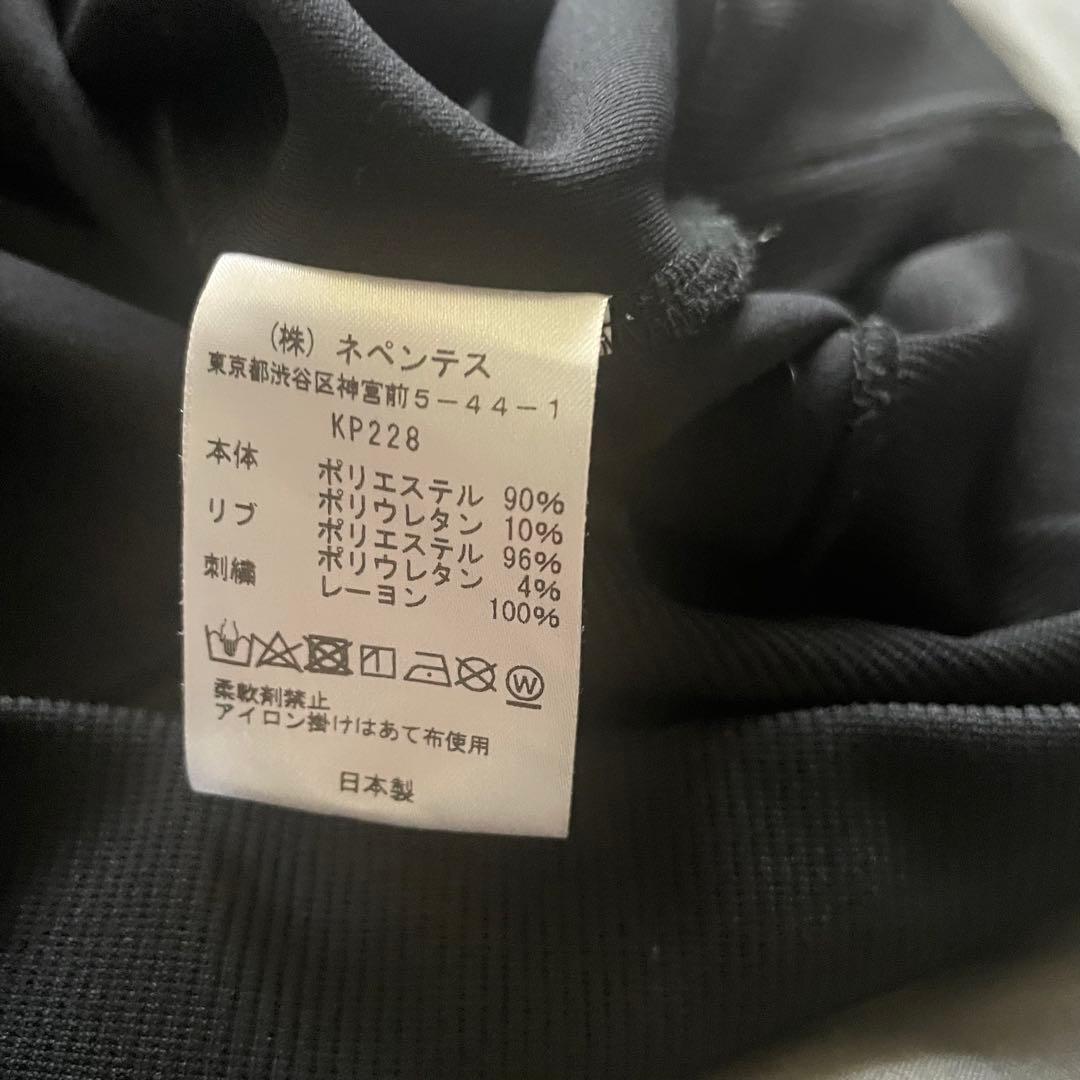 (株) ネペンテス
東京都渋谷区神宮前5-44-1
KP228
本体 ポリエステル 90%
ポリウレタン 10%
リブ ポリエステル 96%
ポリウレタン 4%
刺繍 レーヨン 100%
W
柔軟剤禁止
アイロン掛けはあて布使用
日本製